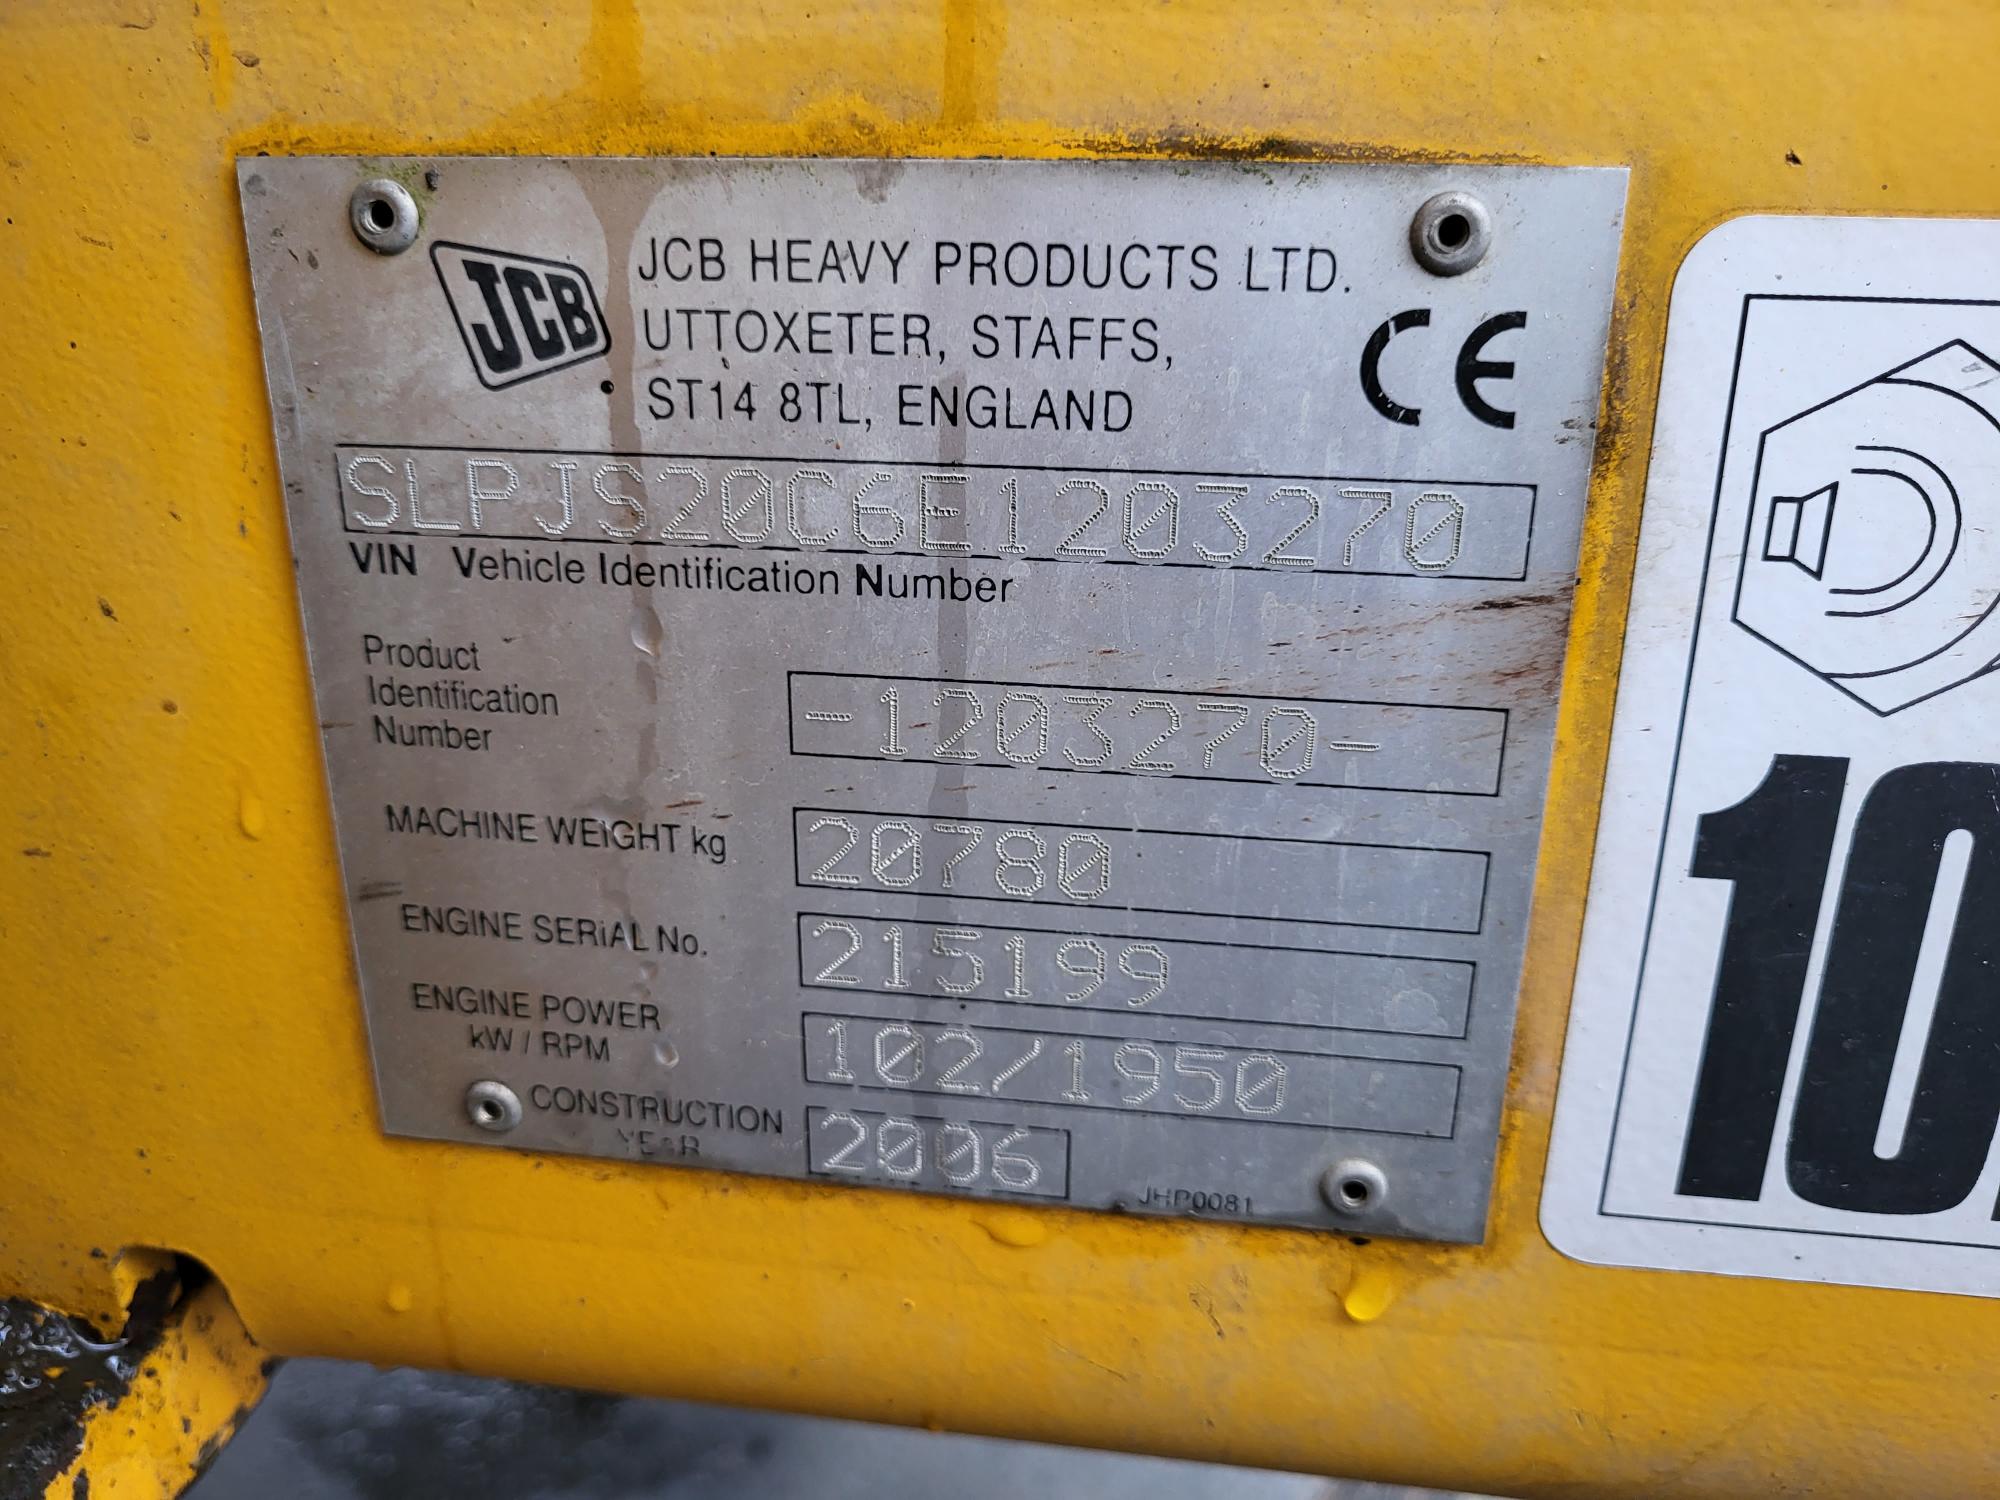 JCB
JCB HEAVY PRODUCTS LTD.
UTTOXETER, STAFFS,
ST14 8TL, ENGLAND
CE
SLPJS20C6E1203270
VIN Vehicle Identification Number
Product
Identification
Number
-1203270-
MACHINE WEIGHT kg
20780
ENGINE SERIAL No.
215199
ENGINE POWER
kW / RPM
102/1950
CONSTRUCTION
YEAR
2006
JHP0081
10